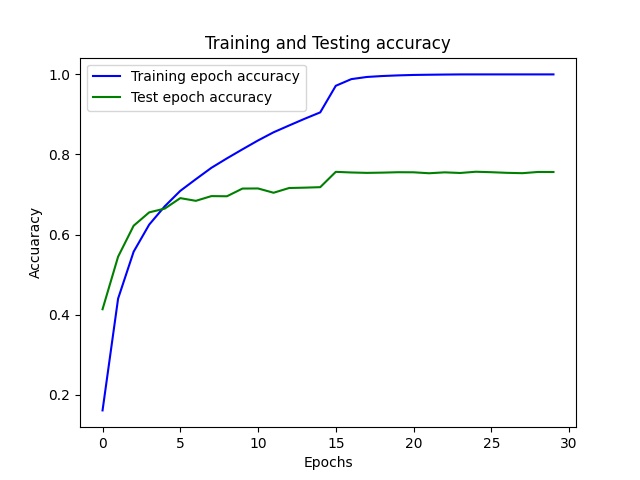 Training and Testing accuracy
Training epoch accuracy
Test epoch accuracy
1.0
0.8
0.6
0.4
0.2
Accuaracy
0 5 10 15 20 25 30
Epochs